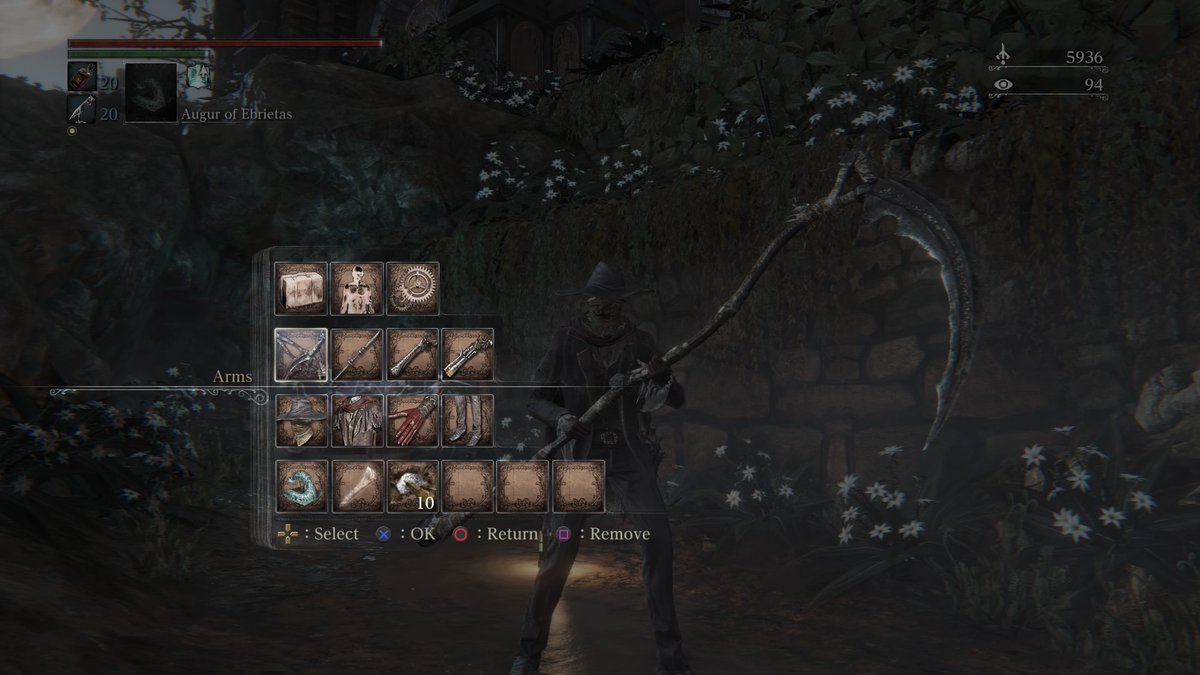 5936
20
94
20 Augur of Ebrietas
Arms
10
: Select : OK : Return : Remove